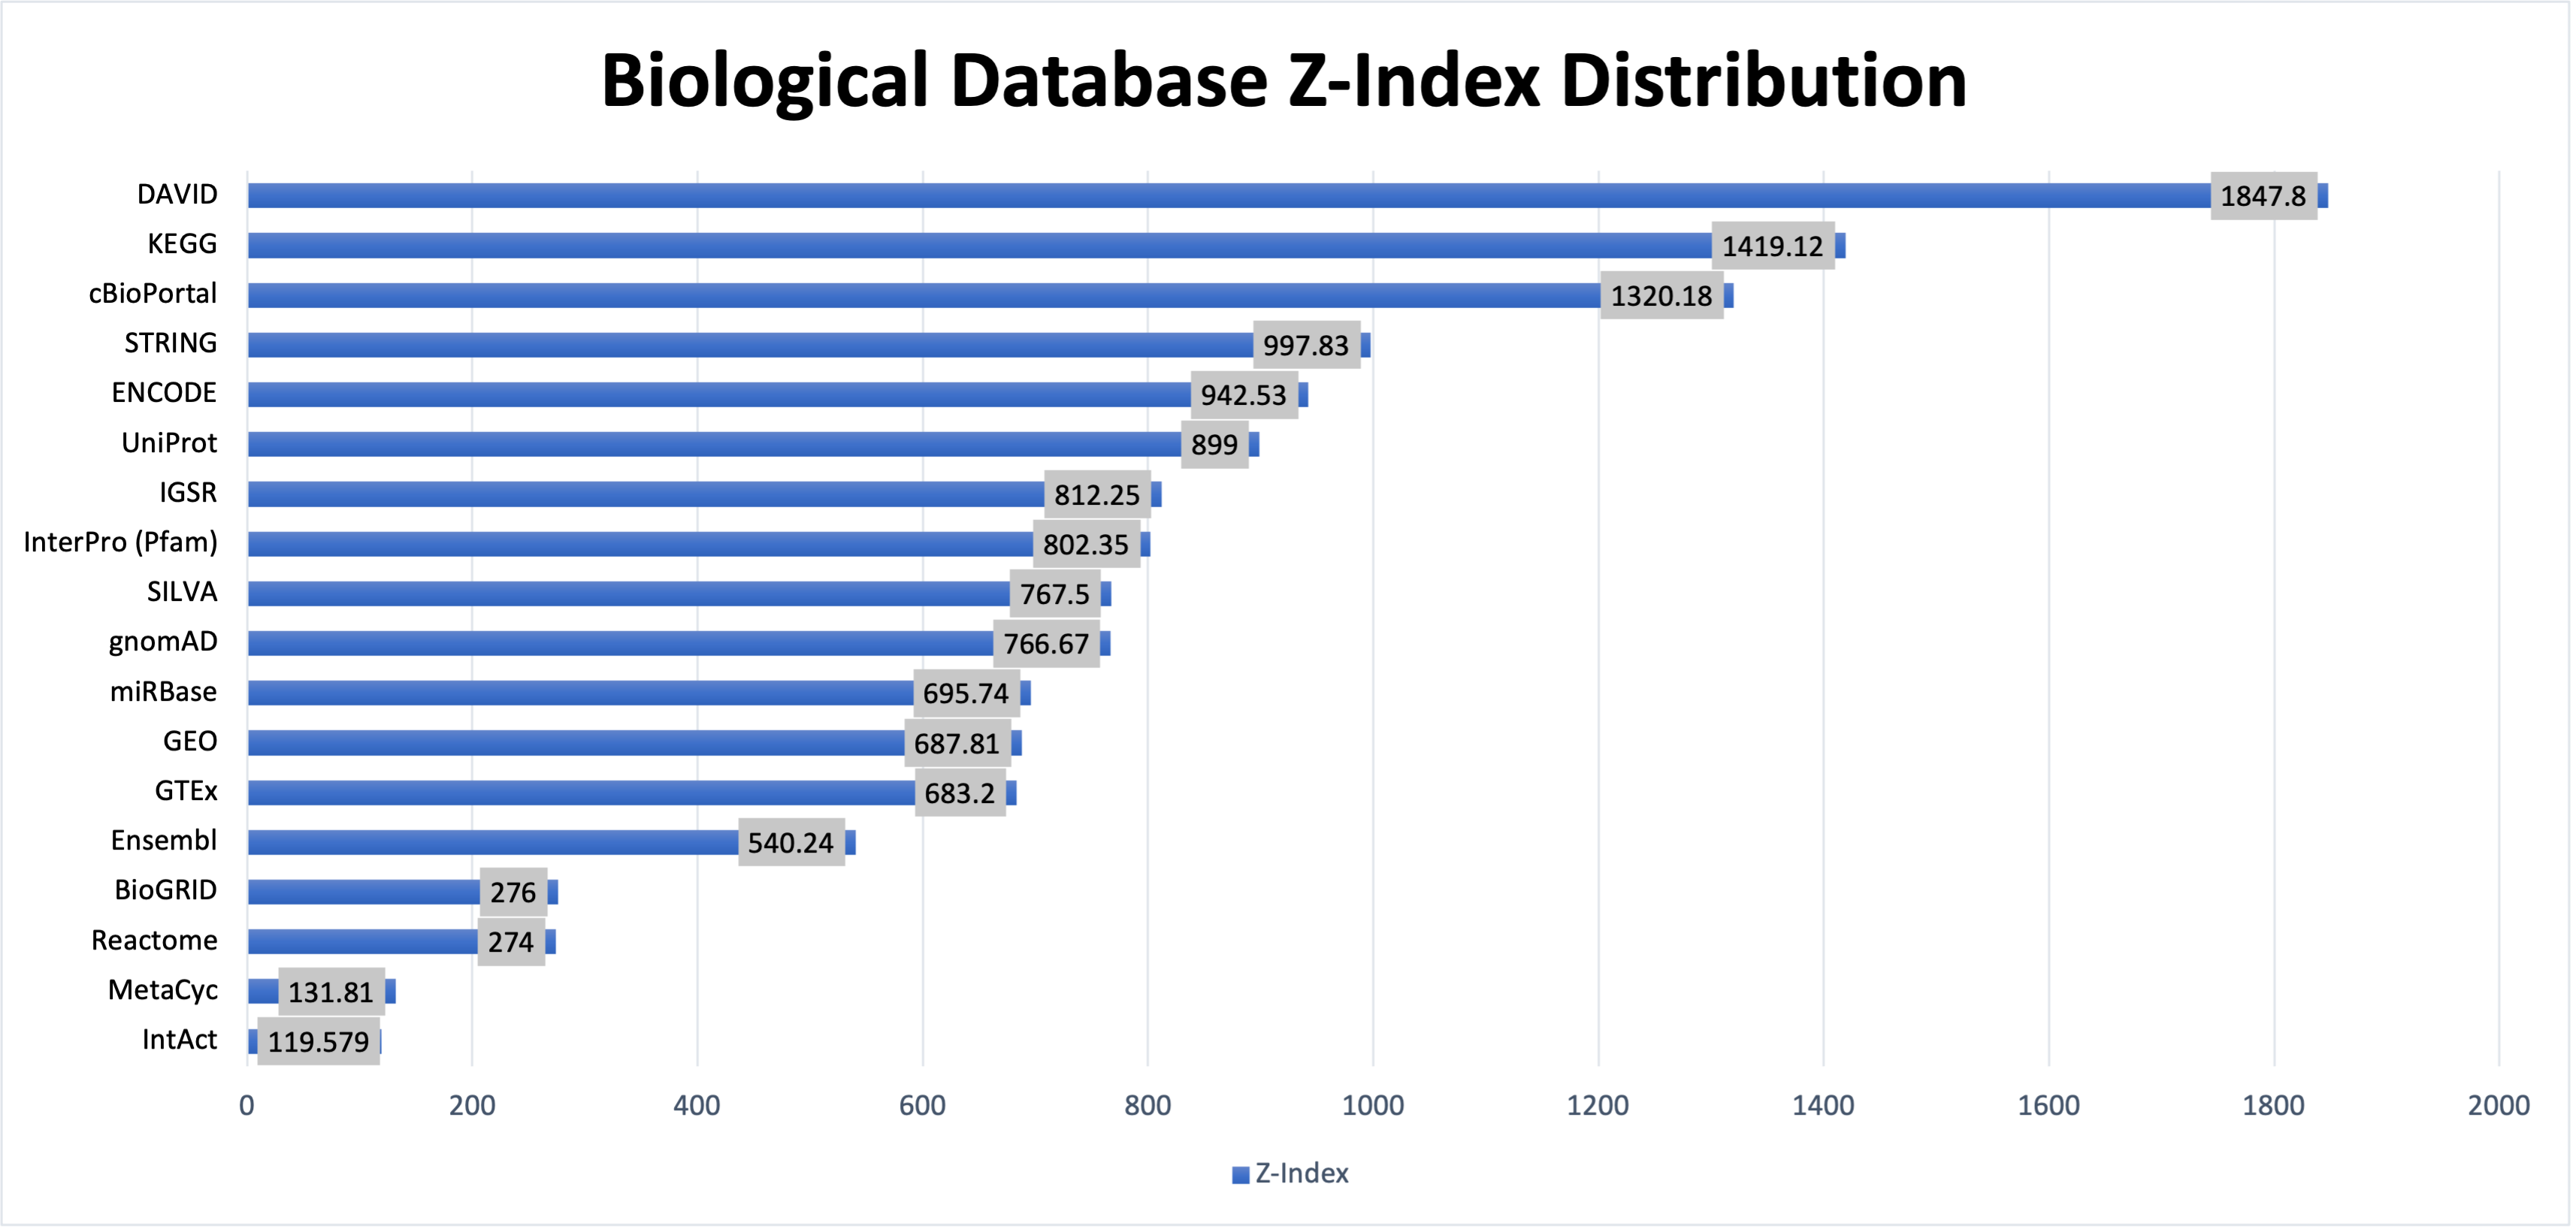 Biological Database Z-Index Distribution
DAVID 1847.8
KEGG 1419.12
cBioPortal 1320.18
STRING 997.83
ENCODE 942.53
UniProt 899
IGSR 812.25
InterPro (Pfam) 802.35
SILVA 767.5
gnomAD 766.67
miRBase 695.74
GEO 687.81
GTEx 683.2
Ensembl 540.24
BioGRID 276
Reactome 274
MetaCyc 131.81
IntAct 119.579
0 200 400 600 800 1000 1200 1400 1600 1800 2000
Z-Index